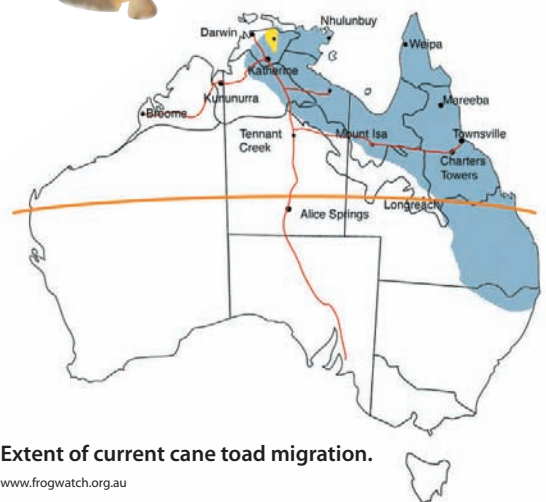 Nhulunbuy
Darwin
Weipa
Katherine
Kununurra
Mareeba
Broome
Tennant
Creek
Mount Isa
Townsville
Charters
Towers
Longreach
Alice Springs
Extent of current cane toad migration.
www.frogwatch.org.au